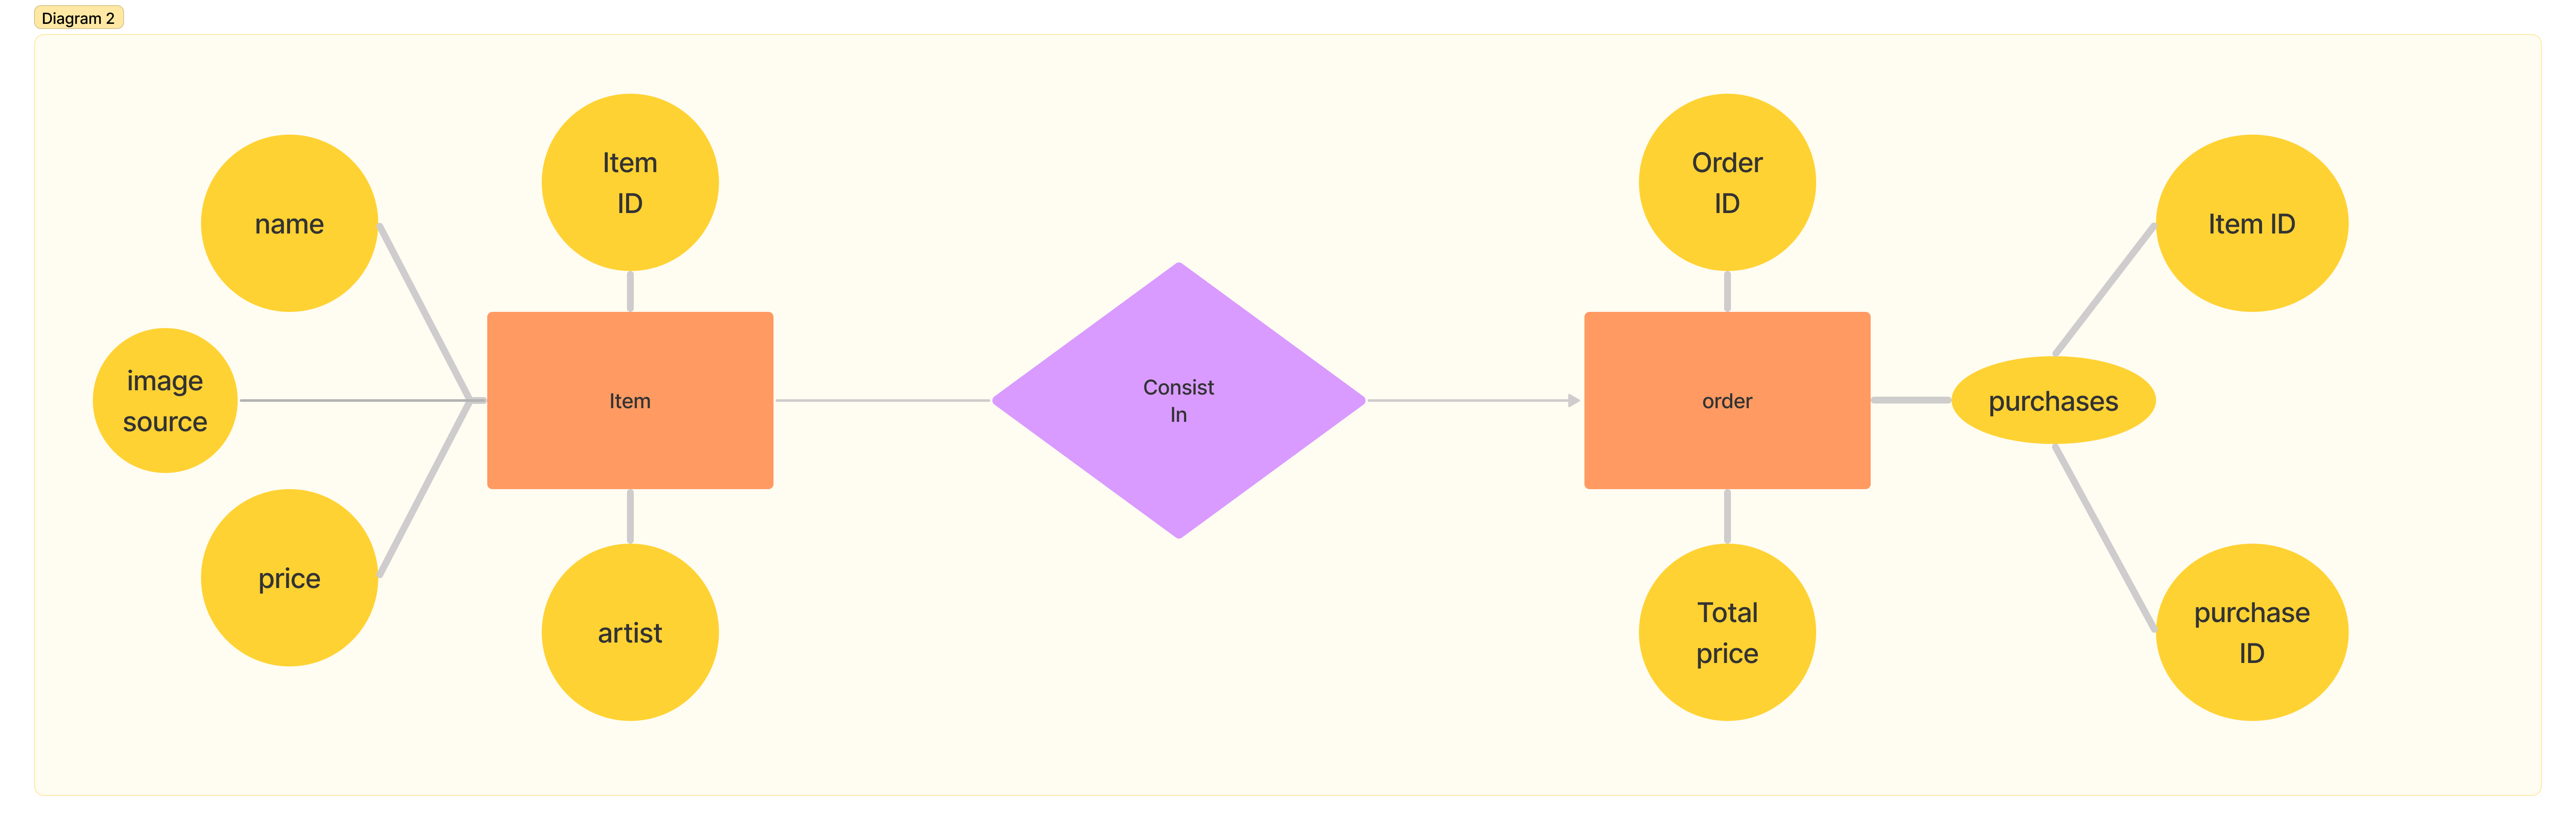 Diagram 2
name
image
source
price
Item
ID
Item
artist
Consist
In
Order
ID
order
Total
price
purchases
Item ID
purchase
ID